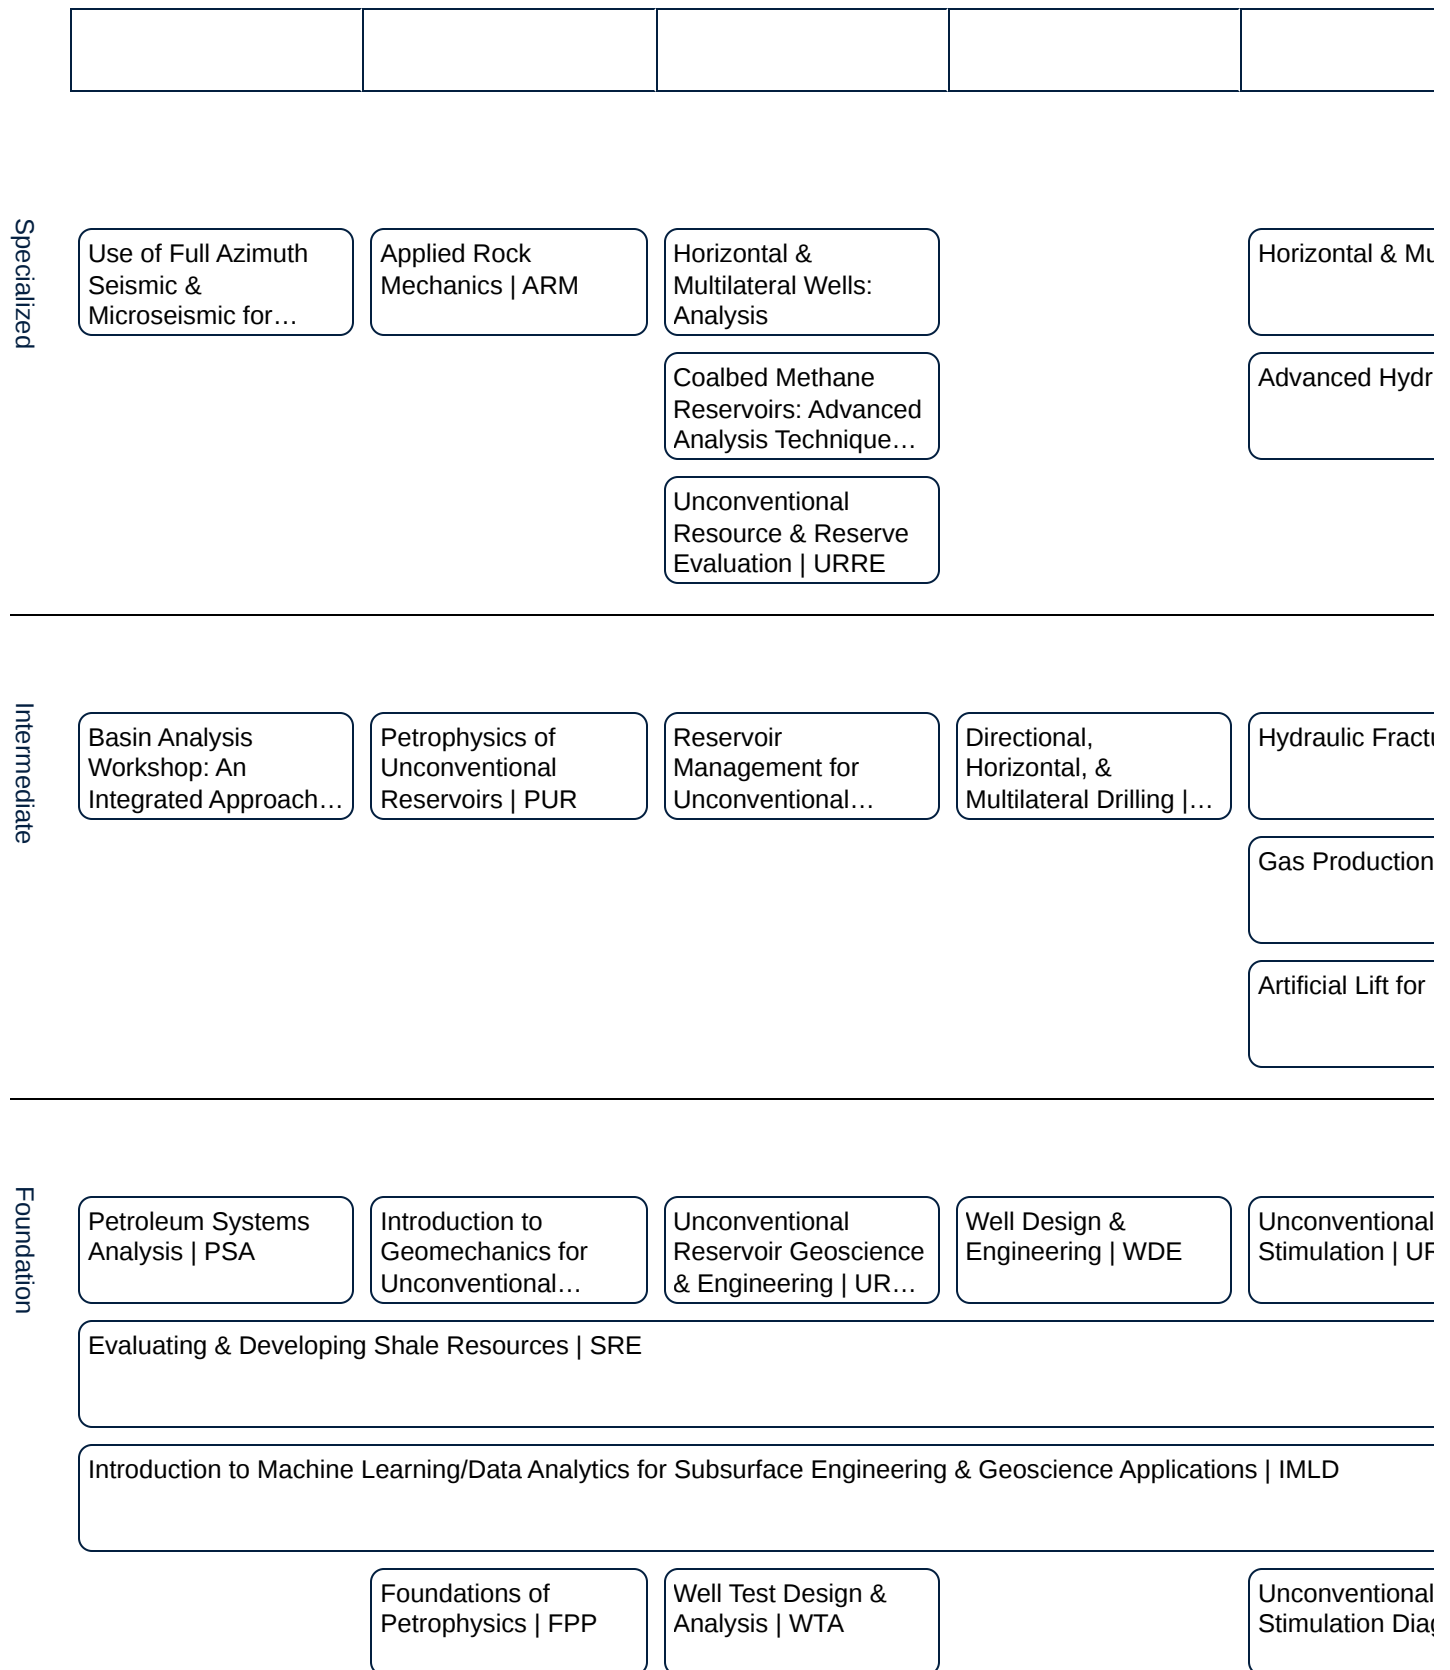 Specialized
Use of Full Azimuth
Seismic &
Microseismic for…
Applied Rock
Mechanics | ARM
Horizontal &
Multilateral Wells:
Analysis
Horizontal & Mu
Coalbed Methane
Reservoirs: Advanced
Analysis Technique…
Advanced Hydr
Unconventional
Resource & Reserve
Evaluation | URRE
Intermediate
Basin Analysis
Workshop: An
Integrated Approach…
Petrophysics of
Unconventional
Reservoirs | PUR
Reservoir
Management for
Unconventional…
Directional,
Horizontal, &
Multilateral Drilling |…
Hydraulic Fractu
Gas Production
Artificial Lift for
Foundation
Petroleum Systems
Analysis | PSA
Introduction to
Geomechanics for
Unconventional…
Unconventional
Reservoir Geoscience
& Engineering | UR…
Well Design &
Engineering | WDE
Unconventional
Stimulation | UR
Evaluating & Developing Shale Resources | SRE
Introduction to Machine Learning/Data Analytics for Subsurface Engineering & Geoscience Applications | IMLD
Foundations of
Petrophysics | FPP
Well Test Design &
Analysis | WTA
Unconventional
Stimulation Diag